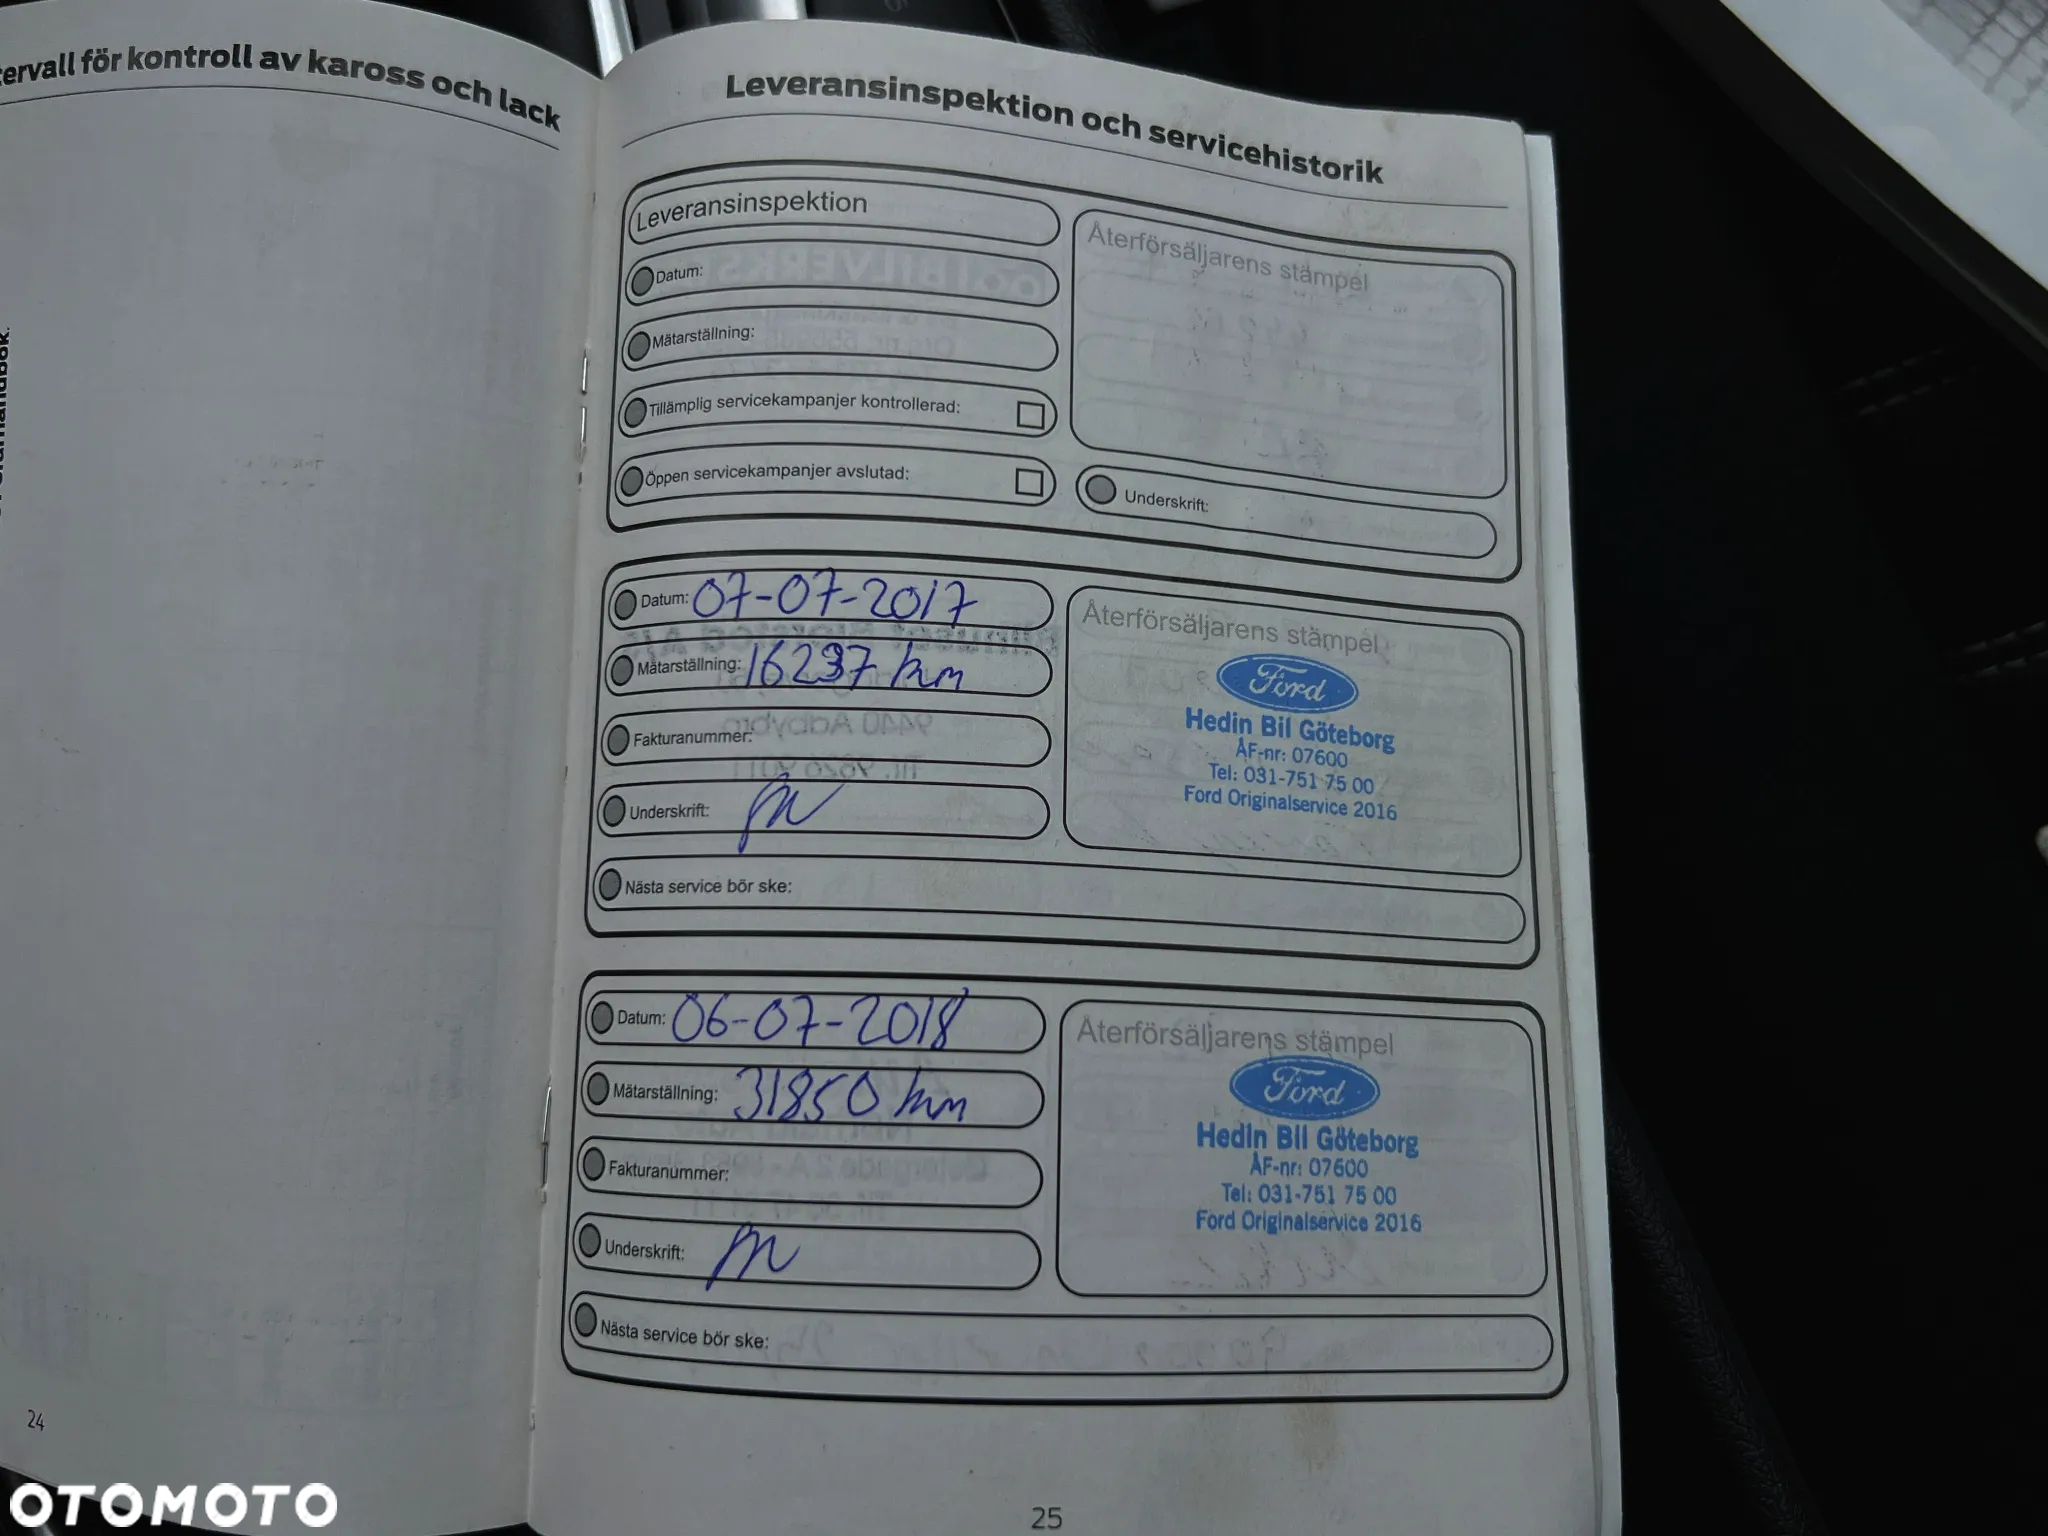 tervall för kontroll av kaross och lack
24
Leveransinspektion och servicehistorik
Leveransinspektion
Datum:
Mätarställning:
Tillämplig servicekampanjer kontrollerad:
Öppen servicekampanjer avslutad:
Återförsäljarens stämpel
Underskrift:
Datum: 07-07-2017
Mätarställning: 16237 km
Fakturanummer:
Underskrift:
Nästa service bör ske:
Återförsäljarens stämpel
Ford
Hedin Bil Göteborg
ÅF-nr: 07600
Tel: 031-751 75 00
Ford Originalservice 2016
Datum: 06-07-2018
Mätarställning: 31850 km
Fakturanummer:
Underskrift:
Nästa service bör ske:
Återförsäljarens stämpel
Ford
Hedin Bil Göteborg
ÅF-nr: 07600
Tel: 031-751 75 00
Ford Originalservice 2016
25
OTOMOTO